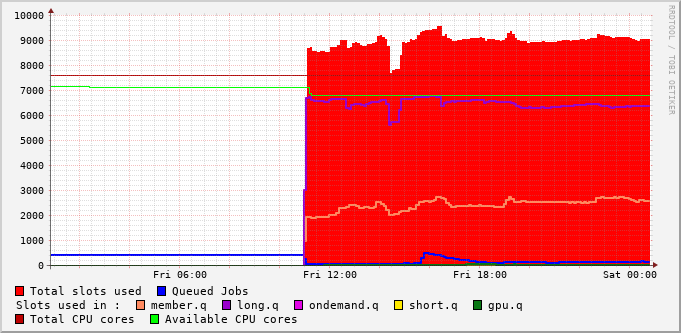 10000
9000
8000
7000
6000
5000
4000
3000
2000
1000
0
Fri 06:00 Fri 12:00 Fri 18:00 Sat 00:00
RRDTOOL / TOBI OETIKER
Total slots used Queued Jobs
Slots used in : member.q long.q ondemand.q short.q gpu.q
Total CPU cores Available CPU cores